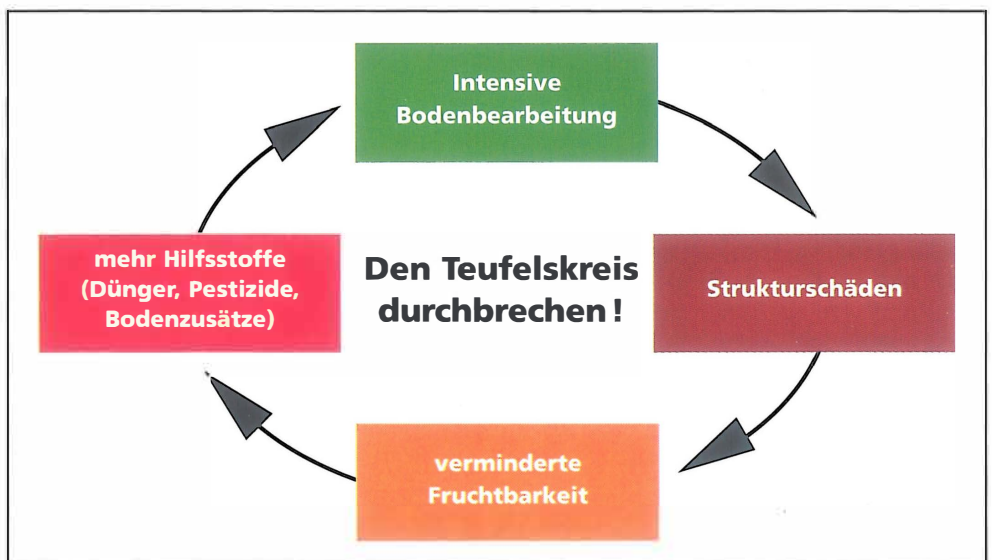 Intensive
Bodenbearbeitung
mehr Hilfsstoffe
(Dünger, Pestizide,
Bodenzusätze)
Den Teufelskreis
durchbrechen!
Strukturschäden
verminderte
Fruchtbarkeit